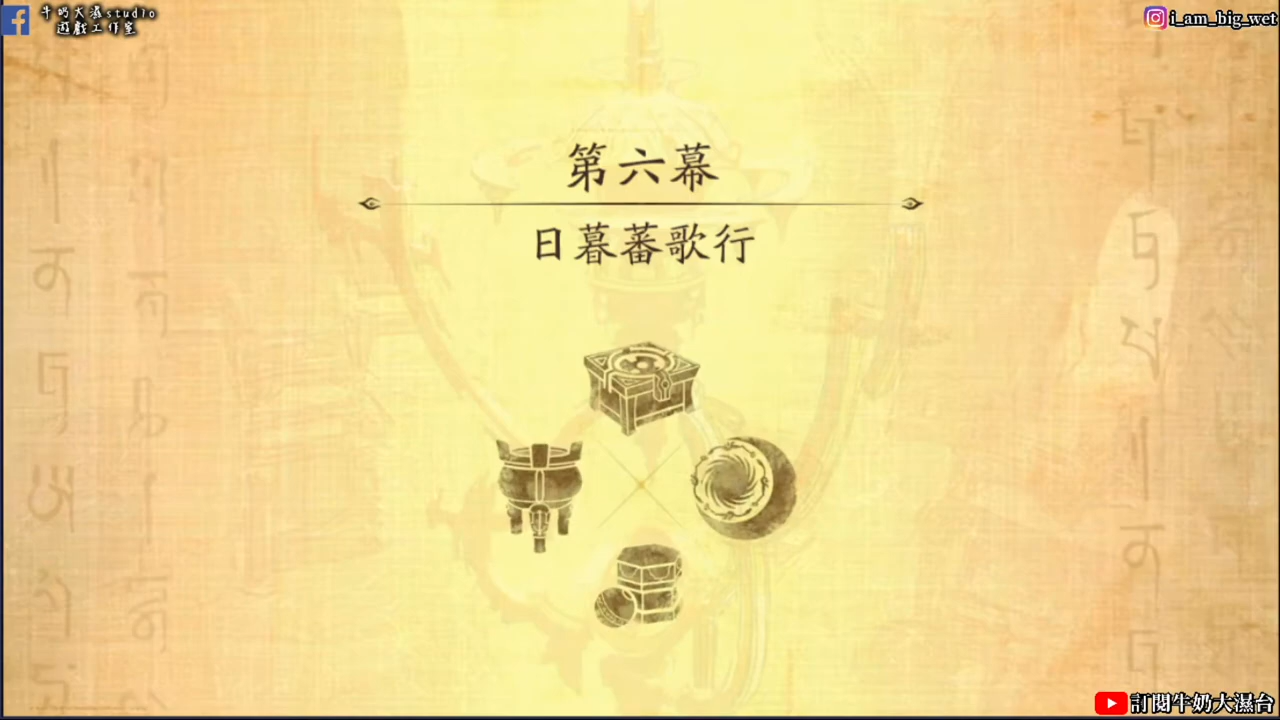 牛奶大濕studio
遊戲工作室
i_am_big_wet
第六幕
日暮蕃歌行
訂閱牛奶大濕台